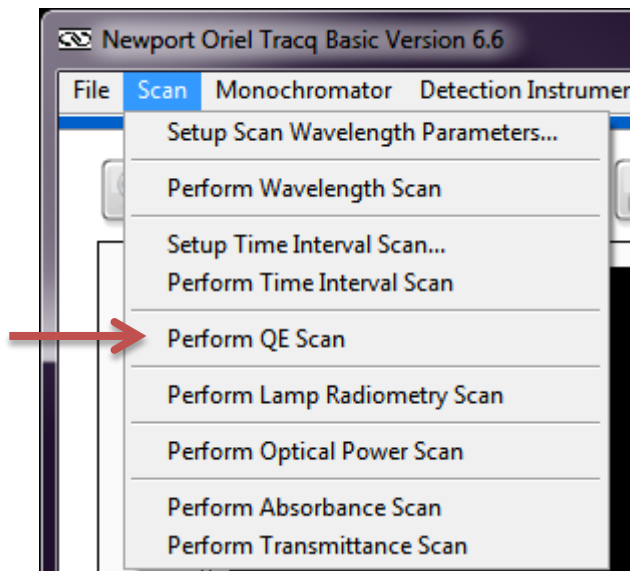 Newport Oriel Tracq Basic Version 6.6
File Scan Monochromator Detection Instrumer
Setup Scan Wavelength Parameters...
Perform Wavelength Scan
Setup Time Interval Scan...
Perform Time Interval Scan
Perform QE Scan
Perform Lamp Radiometry Scan
Perform Optical Power Scan
Perform Absorbance Scan
Perform Transmittance Scan